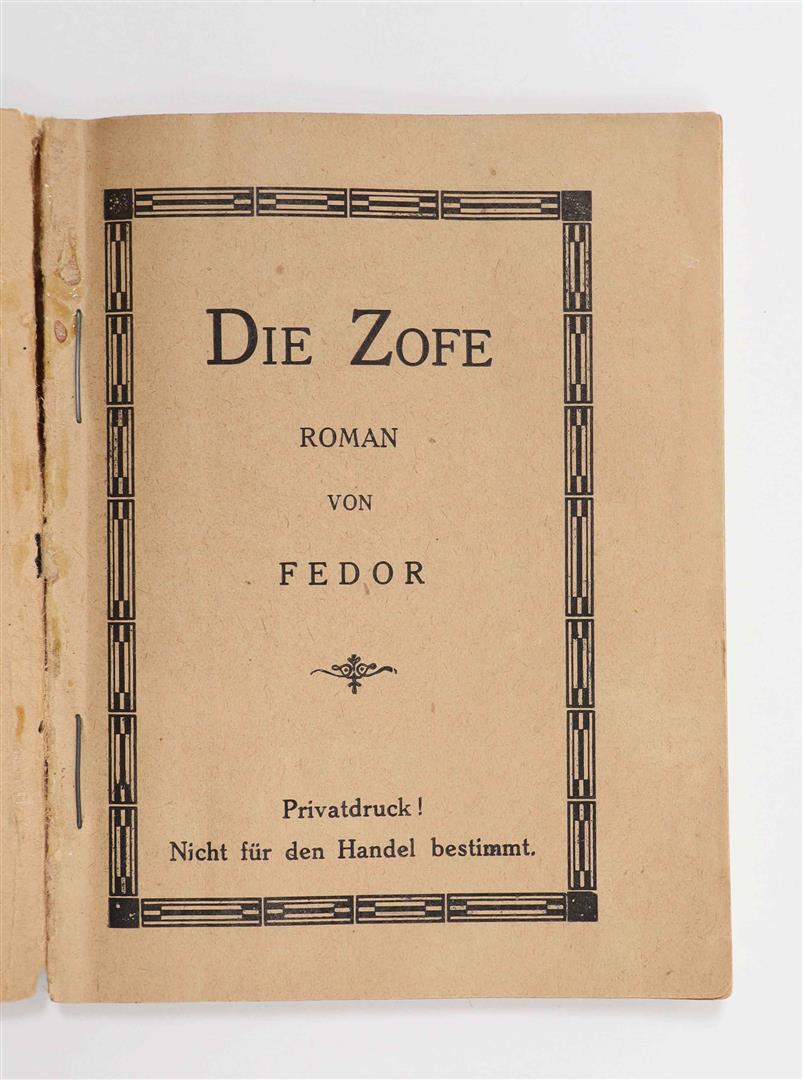 DIE ZOFE
ROMAN
VON
FEDOR
Privatdruck!
Nicht für den Handel bestimmt.